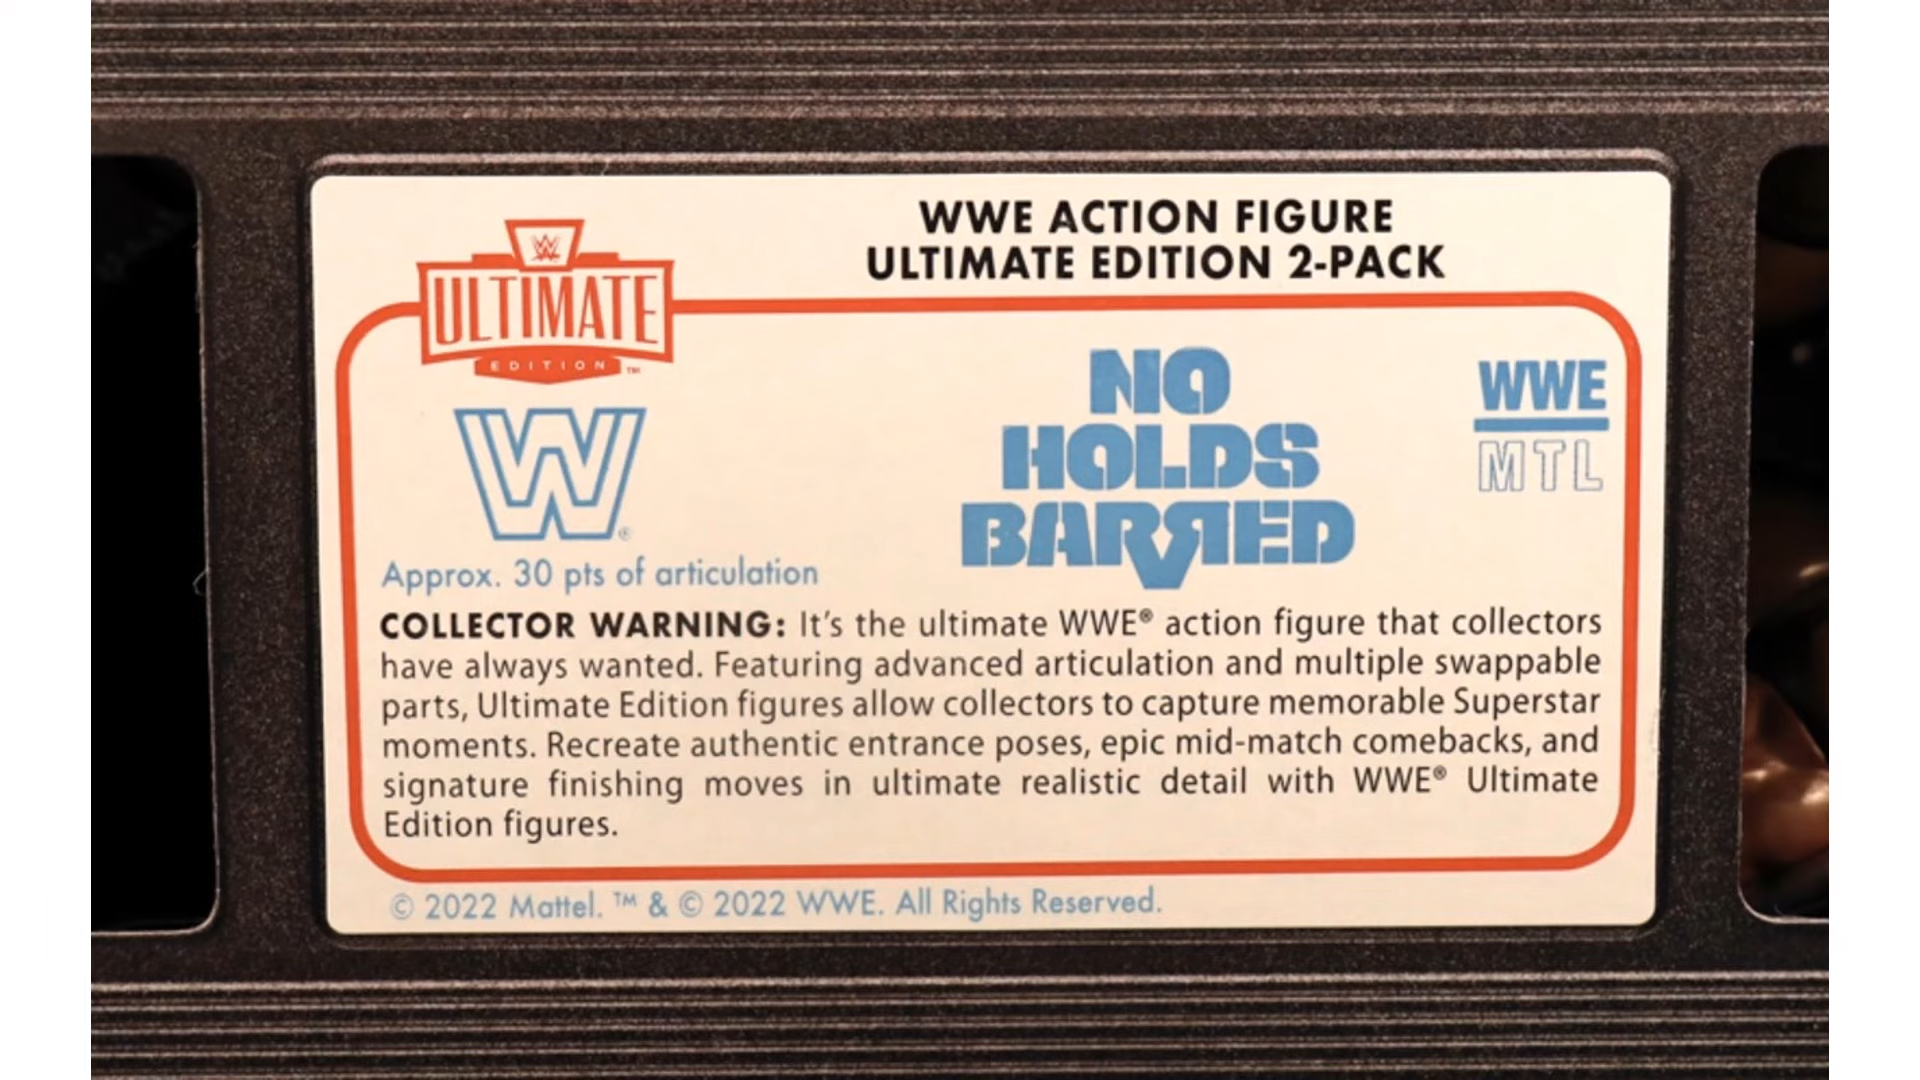 WWE ACTION FIGURE
ULTIMATE EDITION 2-PACK
W
ULTIMATE
EDITION ™
NO
HOLDS
BARRED
WWE
MTL
W®
Approx. 30 pts of articulation
COLLECTOR WARNING: It's the ultimate WWE® action figure that collectors
have always wanted. Featuring advanced articulation and multiple swappable
parts, Ultimate Edition figures allow collectors to capture memorable Superstar
moments. Recreate authentic entrance poses, epic mid-match comebacks, and
signature finishing moves in ultimate realistic detail with WWE® Ultimate
Edition figures.
© 2022 Mattel. ™ & © 2022 WWE. All Rights Reserved.